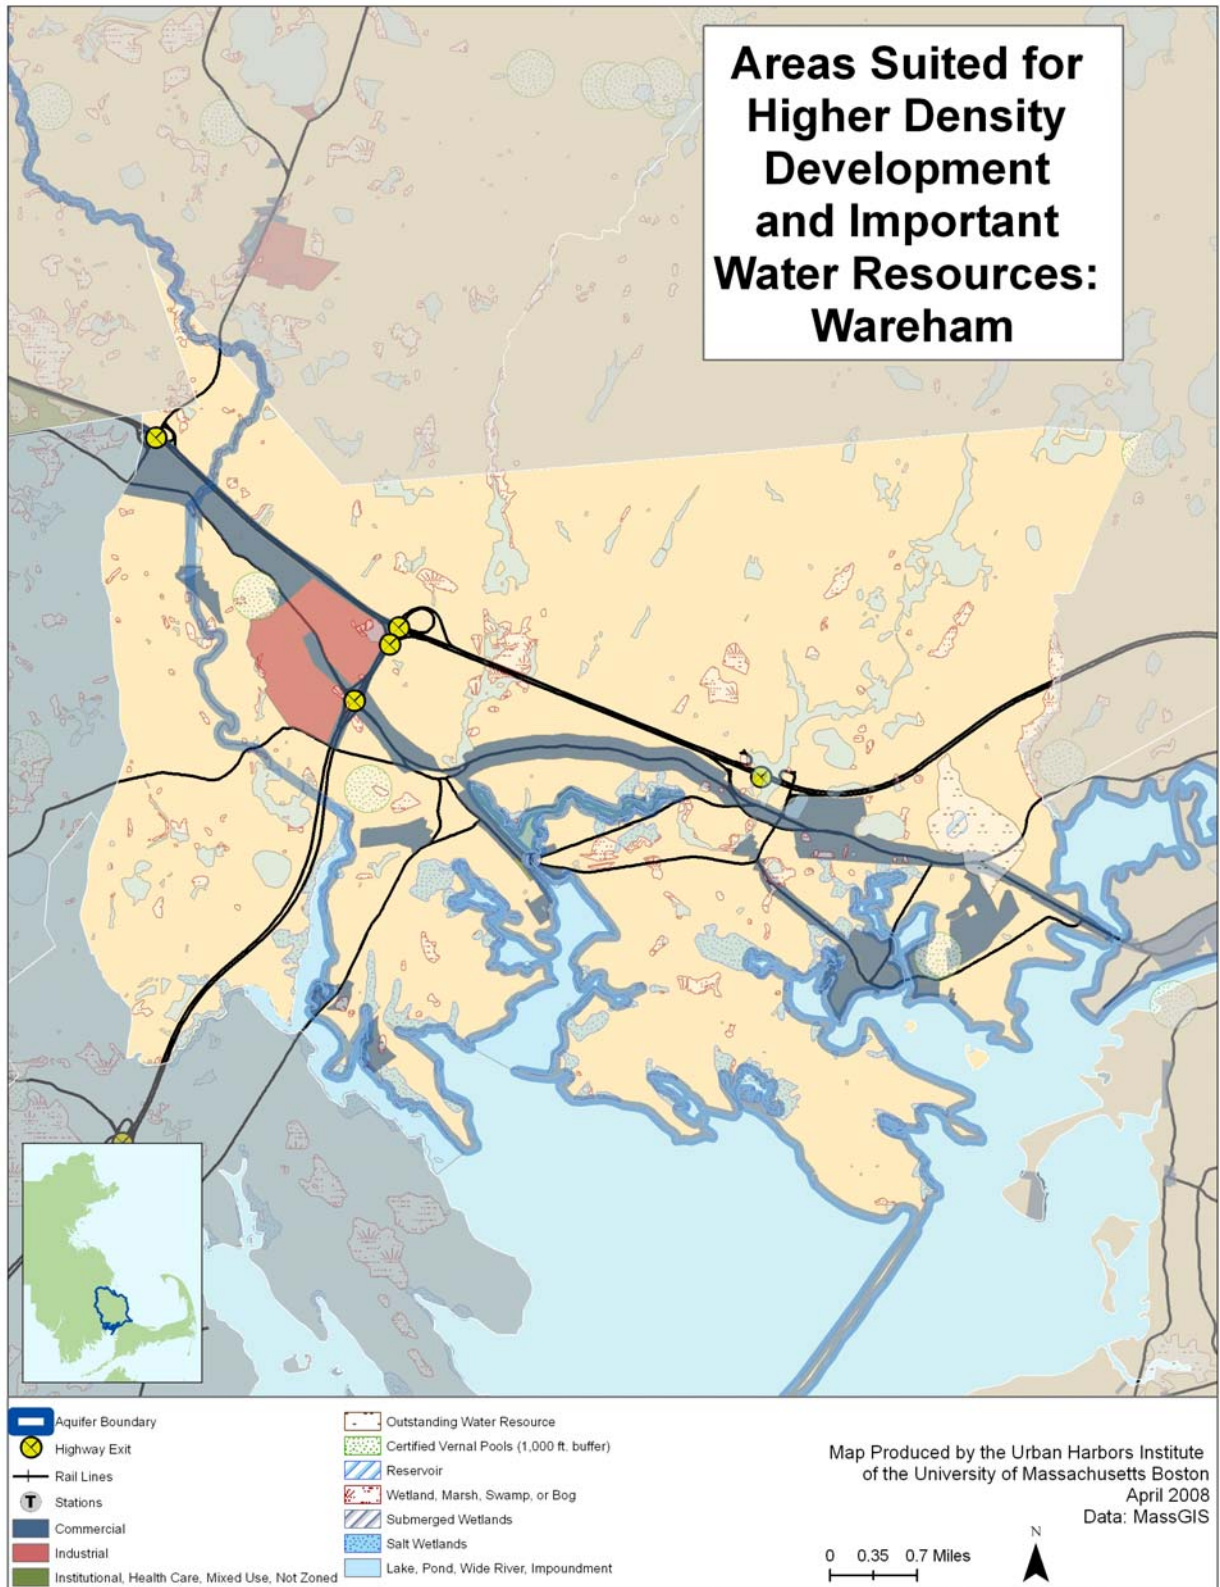 Areas Suited for
Higher Density
Development
and Important
Water Resources:
Wareham
Aquifer Boundary
Highway Exit
Rail Lines
T
Stations
Commercial
Industrial
Institutional, Health Care, Mixed Use, Not Zoned
Outstanding Water Resource
Certified Vernal Pools (1,000 ft. buffer)
Reservoir
Wetland, Marsh, Swamp, or Bog
Submerged Wetlands
Salt Wetlands
Lake, Pond, Wide River, Impoundment
Map Produced by the Urban Harbors Institute
of the University of Massachusetts Boston
April 2008
Data: MassGIS
N
0 0.35 0.7 Miles